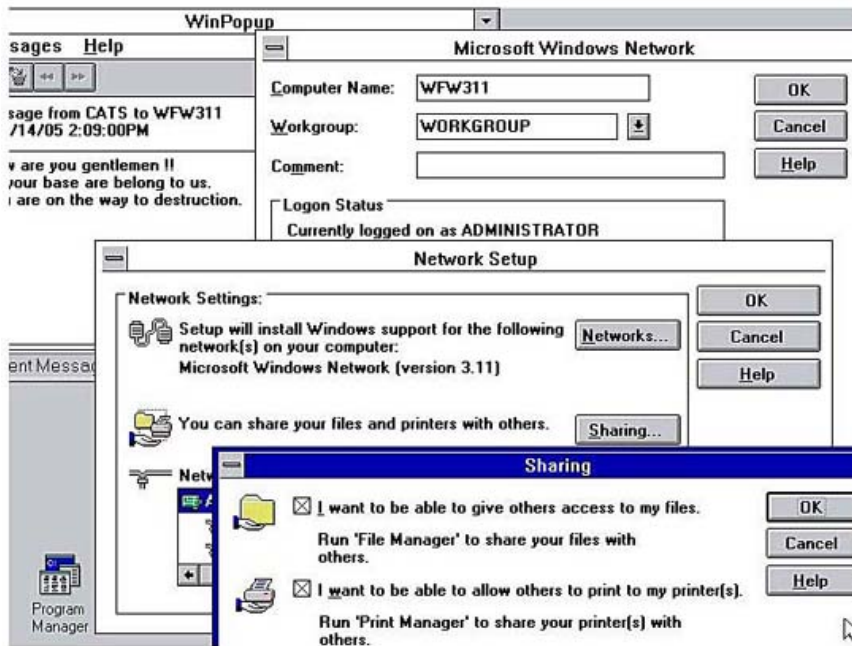 WinPopup
sages Help
sage from CATS to WFW311
/14/05 2:09:00PM
w are you gentlemen !!
your base are belong to us.
are on the way to destruction.
Microsoft Windows Network
Computer Name: WFW311
Workgroup: WORKGROUP
Comment:
OK
Cancel
Help
Logon Status
Currently logged on as ADMINISTRATOR
Network Setup
Network Settings:
Setup will install Windows support for the following
network(s) on your computer:
Microsoft Windows Network (version 3.11)
Networks...
You can share your files and printers with others.
Sharing...
OK
Cancel
Help
ent Messag
Netw
A
Sharing
I want to be able to give others access to my files.
Run 'File Manager' to share your files with
others.
I want to be able to allow others to print to my printer(s).
Run 'Print Manager' to share your printer(s) with
others.
OK
Cancel
Help
Program
Manager